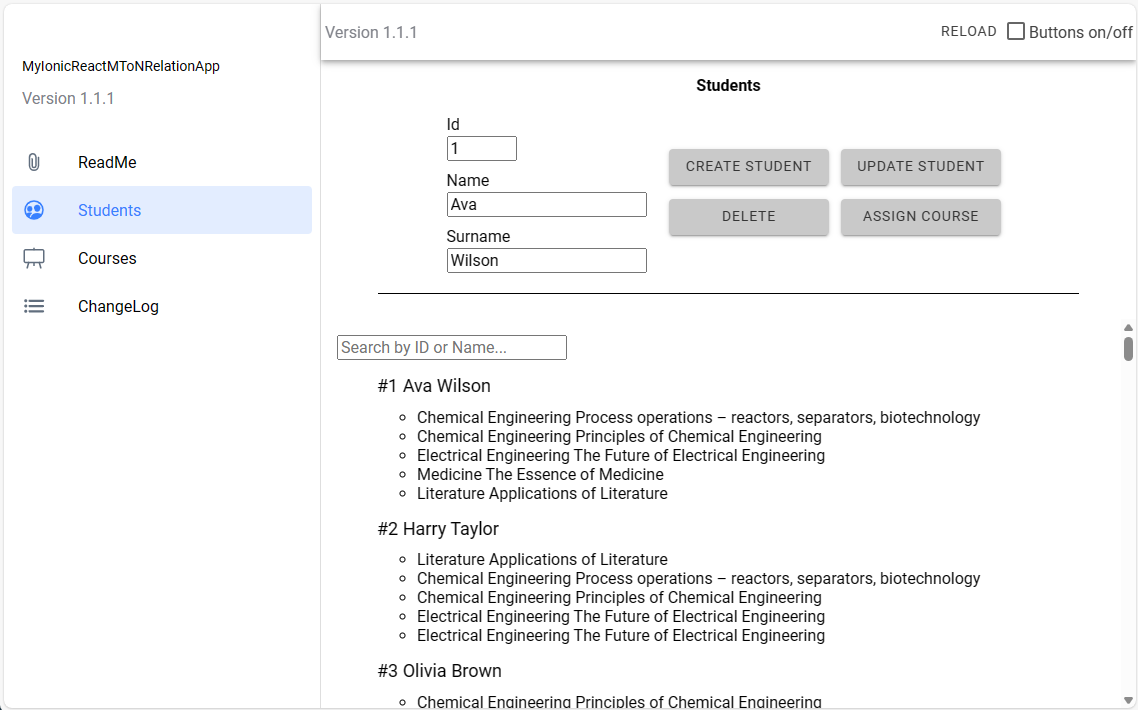 MyIonicReactMToNRelationApp
Version 1.1.1
ReadMe
Students
Courses
ChangeLog
Version 1.1.1
RELOAD Buttons on/off
Students
Id
1
Name
Ava
Surname
Wilson
CREATE STUDENT UPDATE STUDENT
DELETE ASSIGN COURSE
Search by ID or Name...
#1 Ava Wilson
Chemical Engineering Process operations – reactors, separators, biotechnology
Chemical Engineering Principles of Chemical Engineering
Electrical Engineering The Future of Electrical Engineering
Medicine The Essence of Medicine
Literature Applications of Literature
#2 Harry Taylor
Literature Applications of Literature
Chemical Engineering Process operations – reactors, separators, biotechnology
Chemical Engineering Principles of Chemical Engineering
Electrical Engineering The Future of Electrical Engineering
Electrical Engineering The Future of Electrical Engineering
#3 Olivia Brown
Chemical Engineering Principles of Chemical Engineering